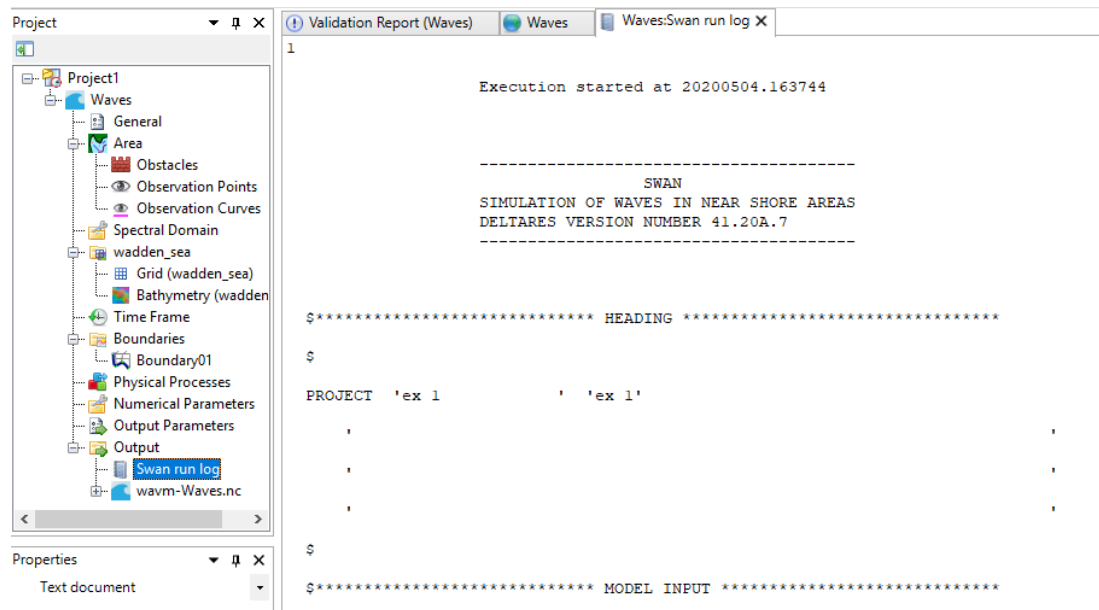 Project
Project1
Waves
General
Area
Obstacles
Observation Points
Observation Curves
Spectral Domain
wadden_sea
Grid (wadden_sea)
Bathymetry (wadden
Time Frame
Boundaries
Boundary01
Physical Processes
Numerical Parameters
Output Parameters
Output
Swan run log
wavm-Waves.nc
Properties
Text document
Validation Report (Waves) Waves Waves:Swan run log
1
Execution started at 20200504.163744
----------------------------------------
SWAN
SIMULATION OF WAVES IN NEAR SHORE AREAS
DELTARES VERSION NUMBER 41.20A.7
----------------------------------------
$***************************** HEADING *********************************
$
PROJECT 'ex 1 ' 'ex 1'
' '
' '
' '
$
$***************************** MODEL INPUT *****************************